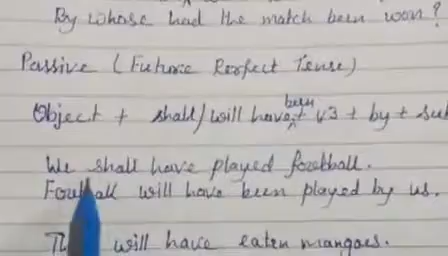 By whose had the match been won?
Passive (Future Perfect Tense)
Object + shall/will have been + v3 + by + sub
We shall have played football.
Football will have been played by us.
will have eaten mangoes.